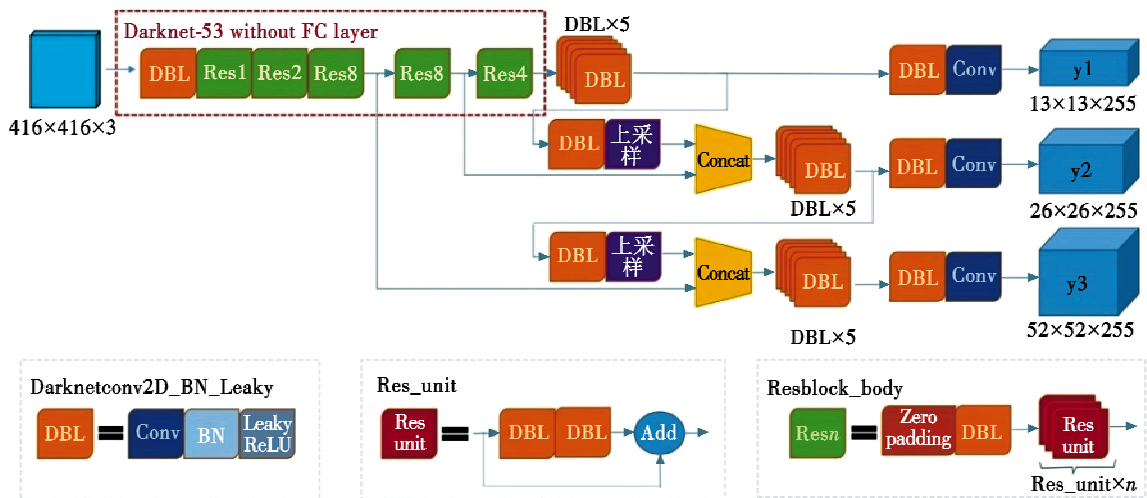 Darknet-53 without FC layer
DBL×5
DBL Res1 Res2 Res8 Res8 Res4 DBL DBL Conv y1
416×416×3
13×13×255
DBL 上采
样
Concat
DBL
DBL Conv
y2
DBL×5
26×26×255
DBL 上采
样
Concat
DBL
DBL Conv
y3
DBL×5
52×52×255
Darknetconv2D_BN_Leaky
DBL = Conv BN Leaky
ReLU
Res_unit
Res
unit = DBL DBL Add
Resblock_body
Resn = Zero
padding DBL Res
unit
Res_unit×n